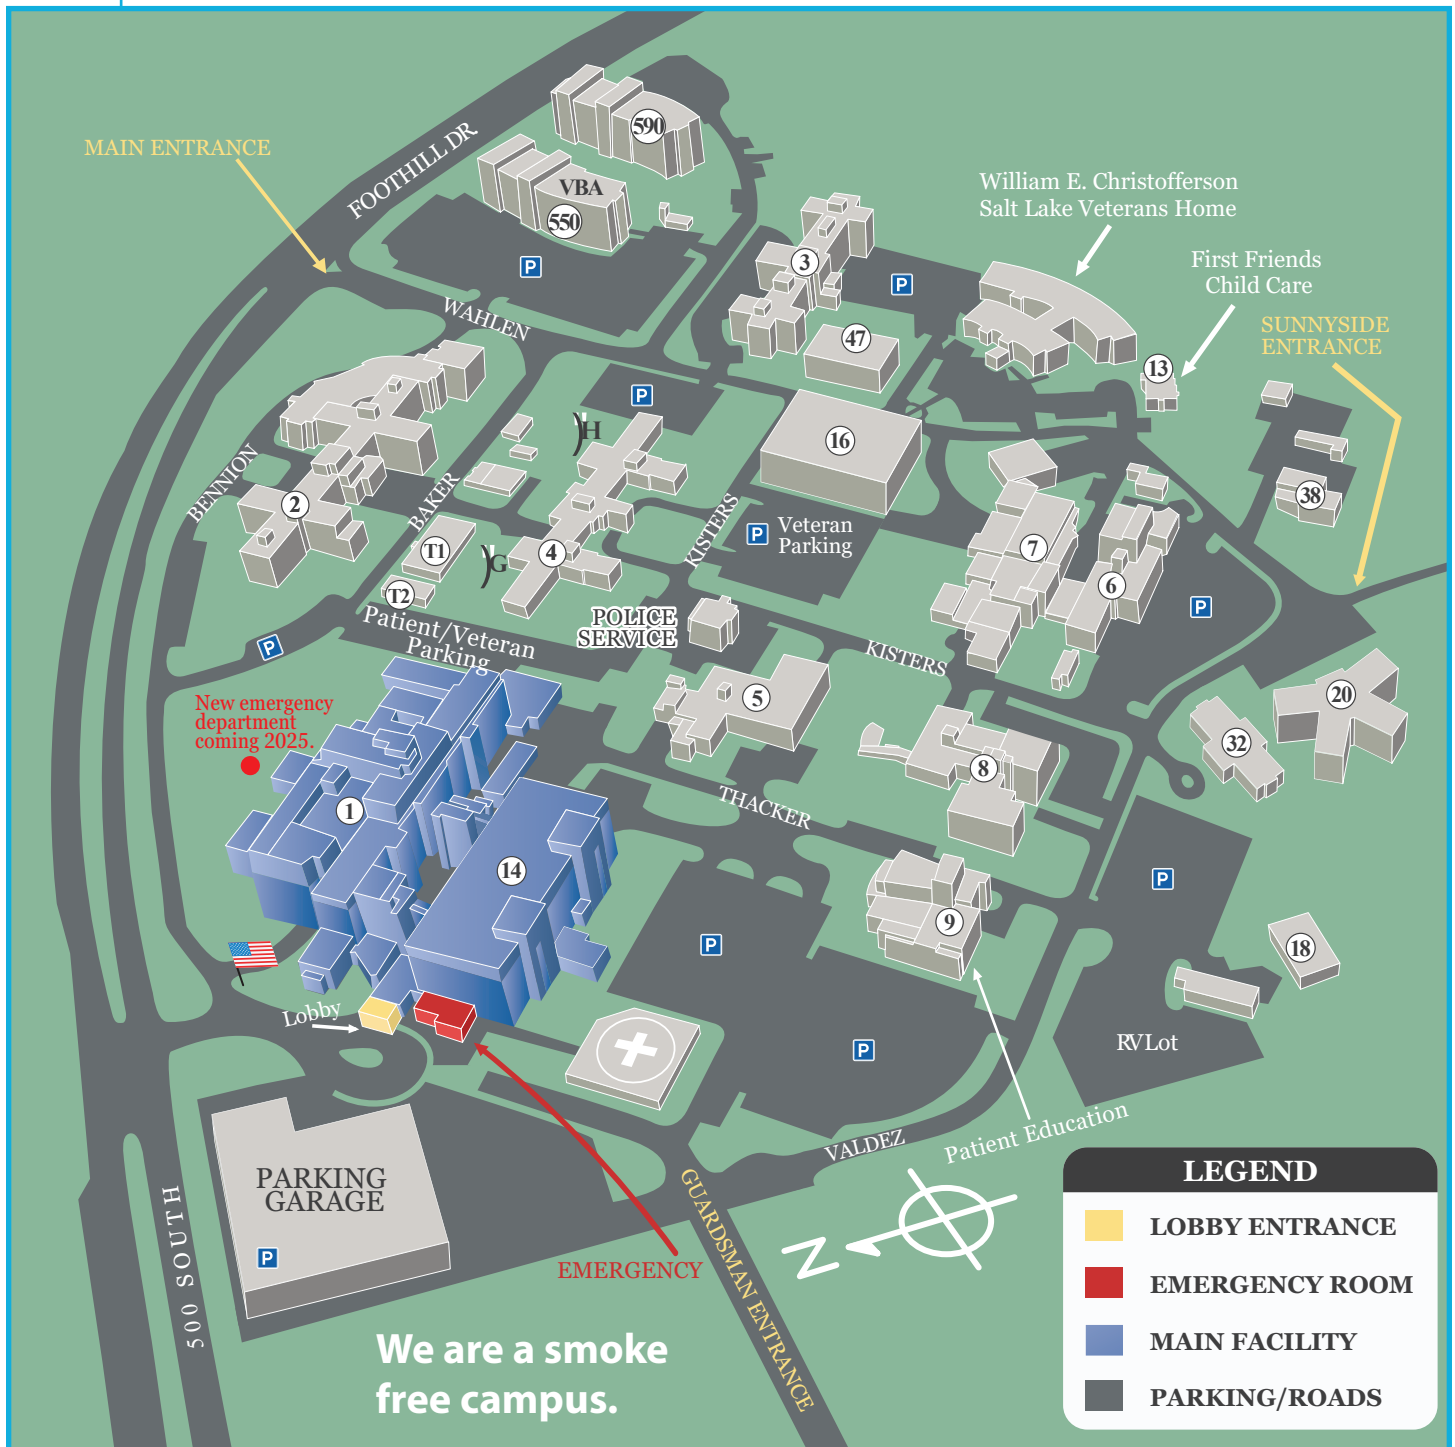 MAIN ENTRANCE
FOOTHILL DR.
590
VBA
550
P
William E. Christofferson
Salt Lake Veterans Home
First Friends
Child Care
SUNNYSIDE
ENTRANCE
3
P
WAHLEN
47
13
P
H
16
BENNION
2
BAKER
KISTERS
P
Veteran
Parking
38
T1
G
4
7
6
T2
P
Patient/Veteran
Parking
POLICE
SERVICE
P
KISTERS
New emergency
department
coming 2025.
5
20
32
8
1
THACKER
14
P
9
18
P
Lobby
P
RVLot
Patient Education
VALDEZ
PARKING
GARAGE
P
500 SOUTH
EMERGENCY
GUARDSMAN ENTRANCE
N
We are a smoke
free campus.
LEGEND
LOBBY ENTRANCE
EMERGENCY ROOM
MAIN FACILITY
PARKING/ROADS